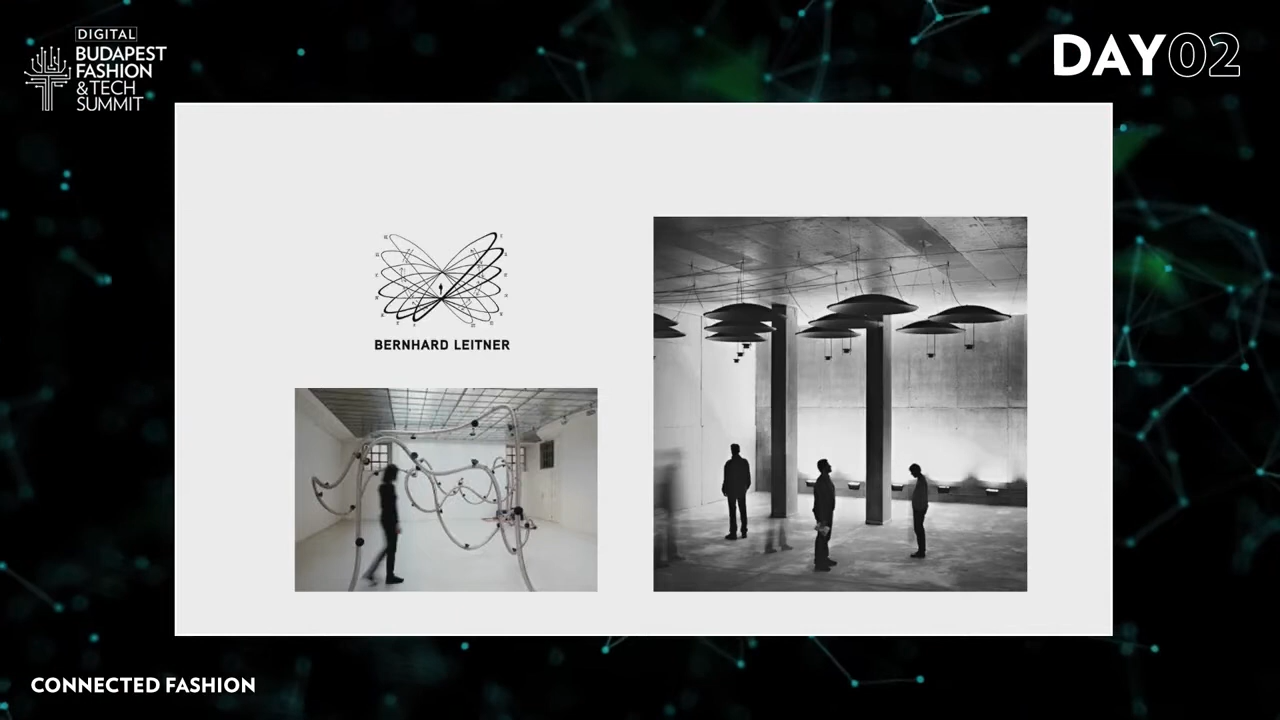 DIGITAL
BUDAPEST
FASHION
&TECH
SUMMIT
DAY02
BERNHARD LEITNER
CONNECTED FASHION